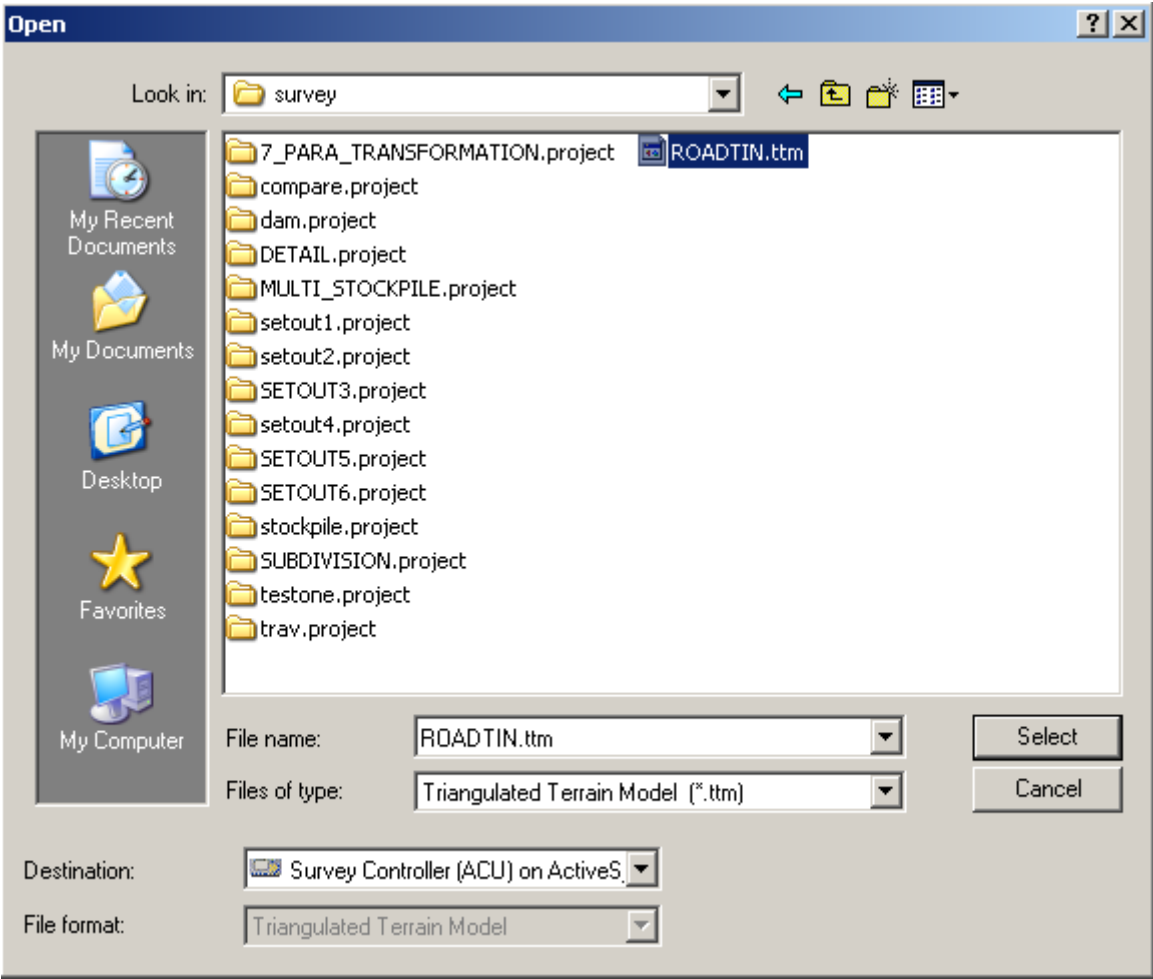 Open
Look in: survey
My Recent
Documents
My Documents
Desktop
Favorites
My Computer
7_PARA_TRANSFORMATION.project
compare.project
dam.project
DETAIL.project
MULTI_STOCKPILE.project
setout1.project
setout2.project
SETOUT3.project
setout4.project
SETOUT5.project
SETOUT6.project
stockpile.project
SUBDIVISION.project
testone.project
trav.project
ROADTIN.ttm
File name: ROADTIN.ttm Select
Files of type: Triangulated Terrain Model (*.ttm) Cancel
Destination: Survey Controller (ACU) on ActiveS
File format: Triangulated Terrain Model